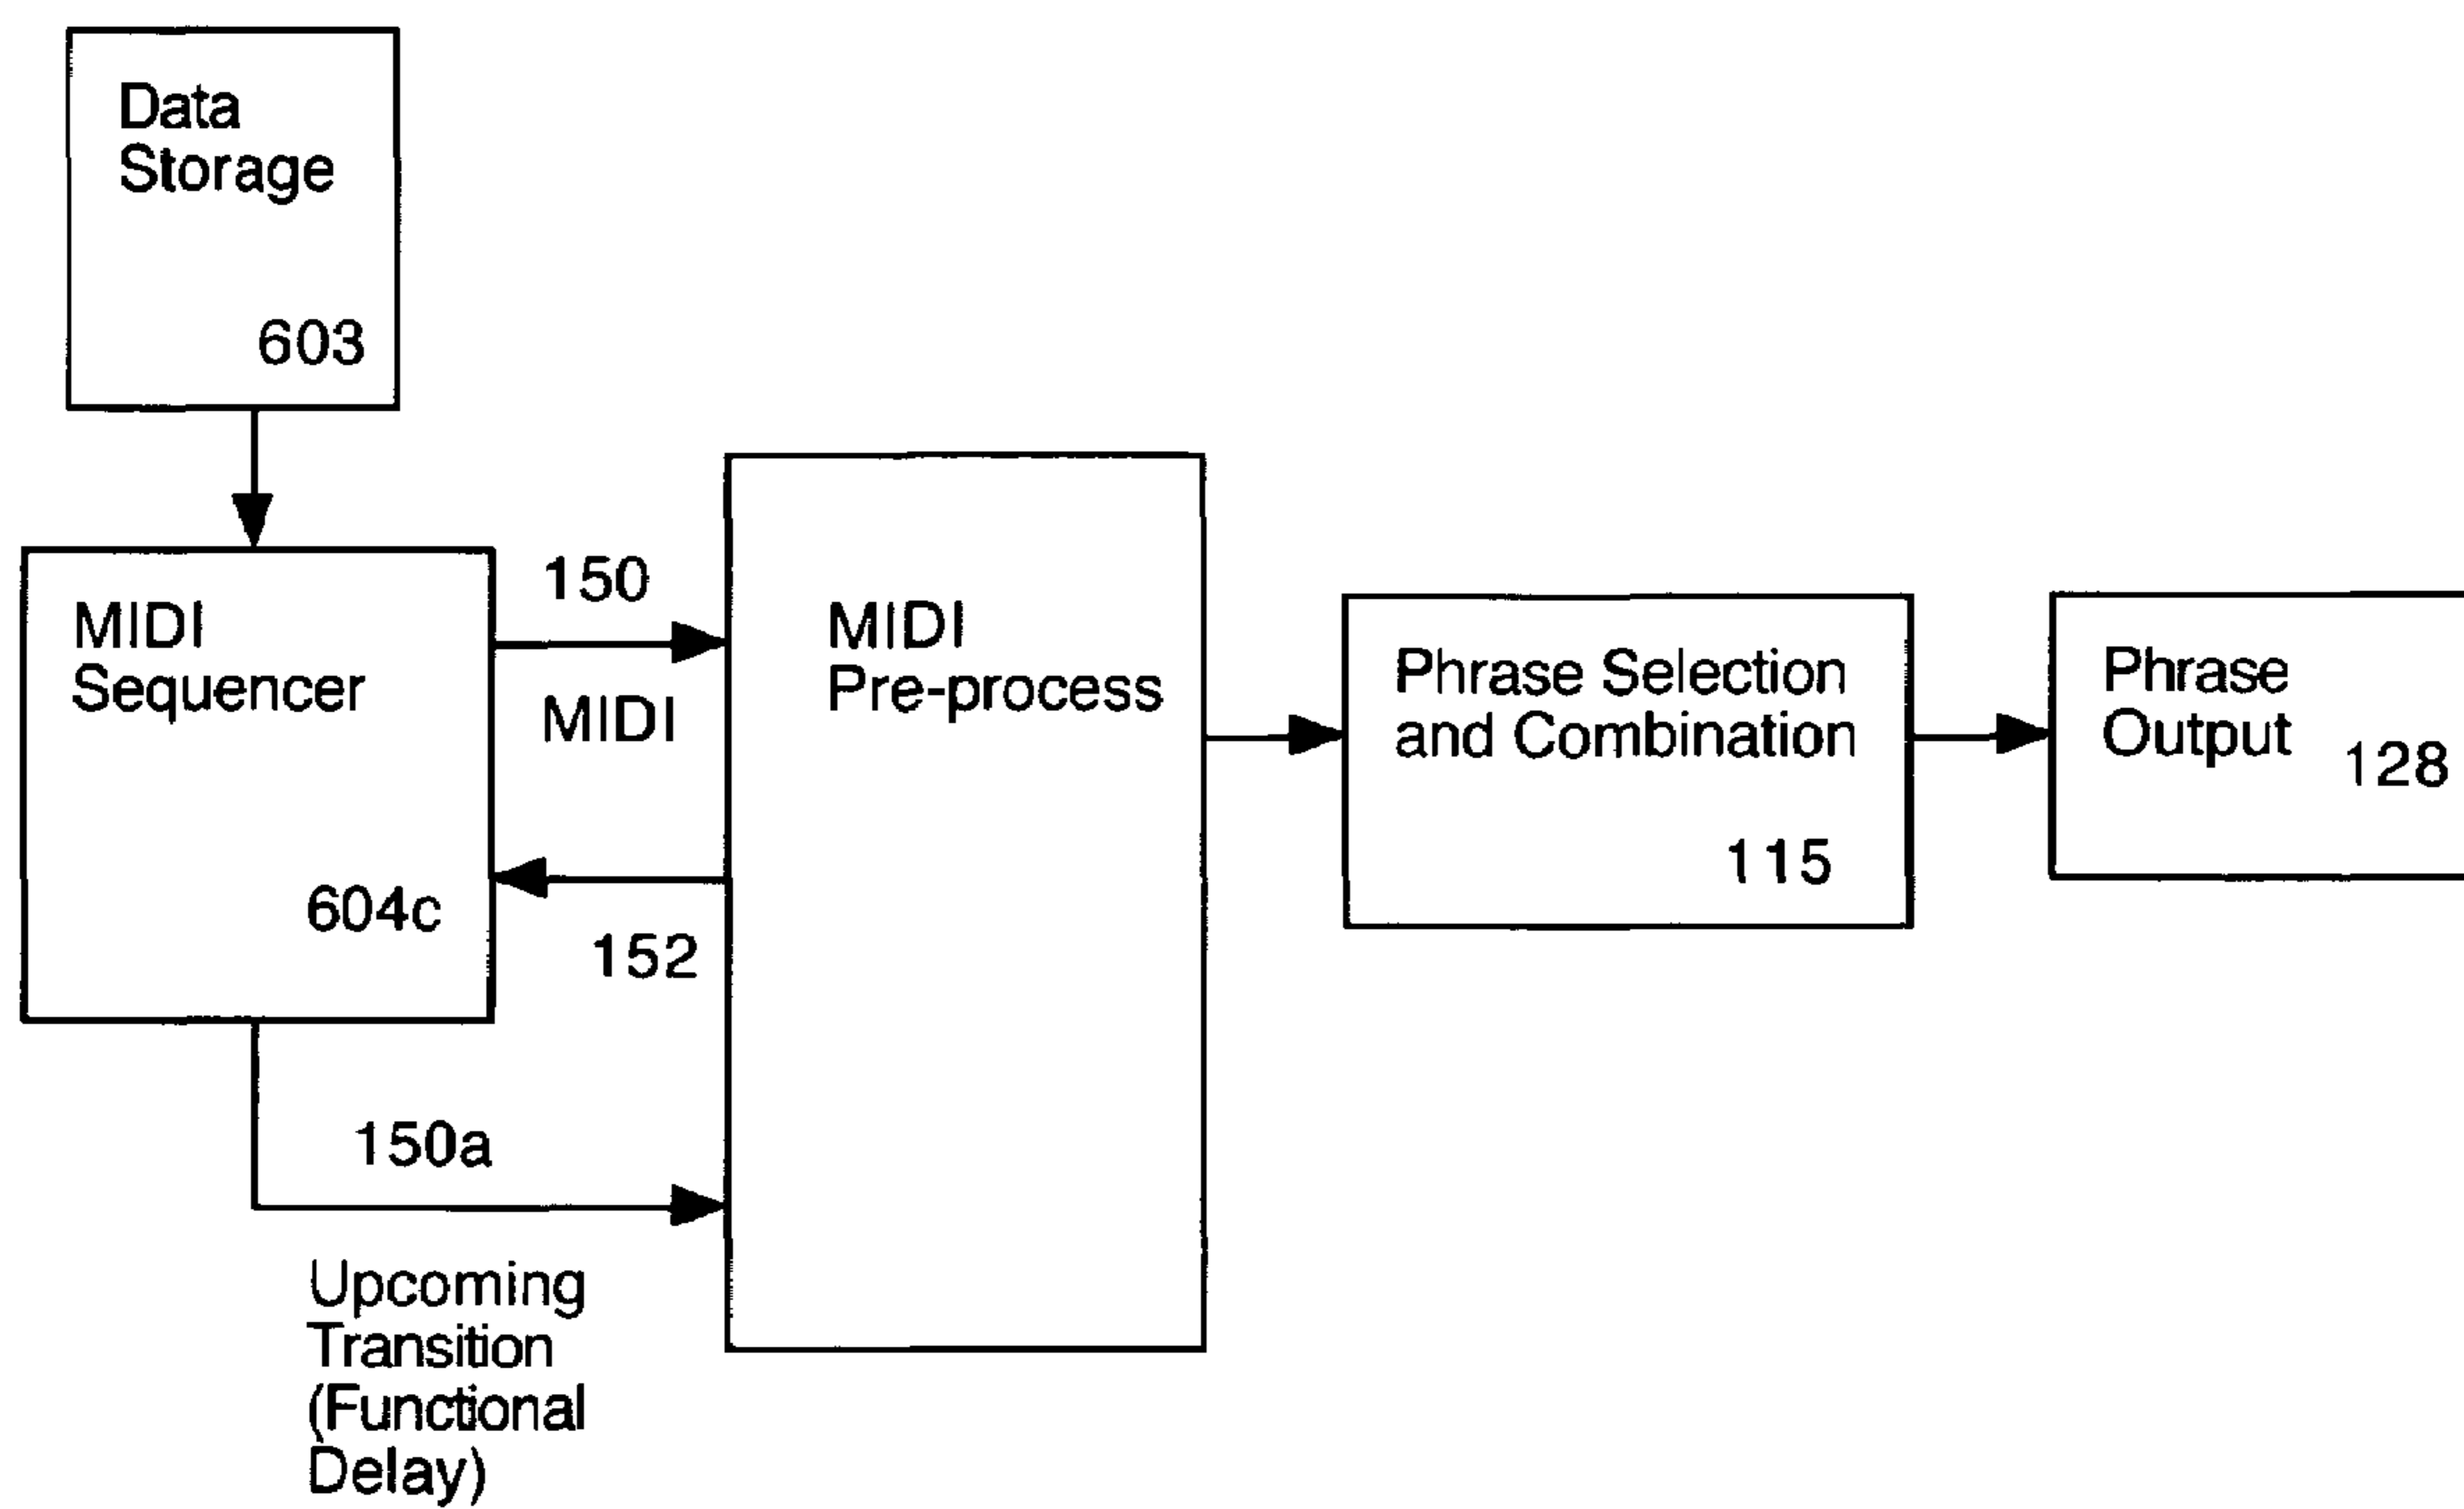 Data
Storage
603
MIDI
Sequencer
604c
150
MIDI
152
150a
Upcoming
Transition
(Functional
Delay)
MIDI
Pre-process
Phrase Selection
and Combination
115
Phrase
Output
128